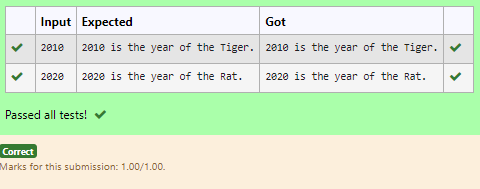 Input Expected Got
2010 2010 is the year of the Tiger. 2010 is the year of the Tiger.
2020 2020 is the year of the Rat. 2020 is the year of the Rat.
Passed all tests!
Correct
Marks for this submission: 1.00/1.00.